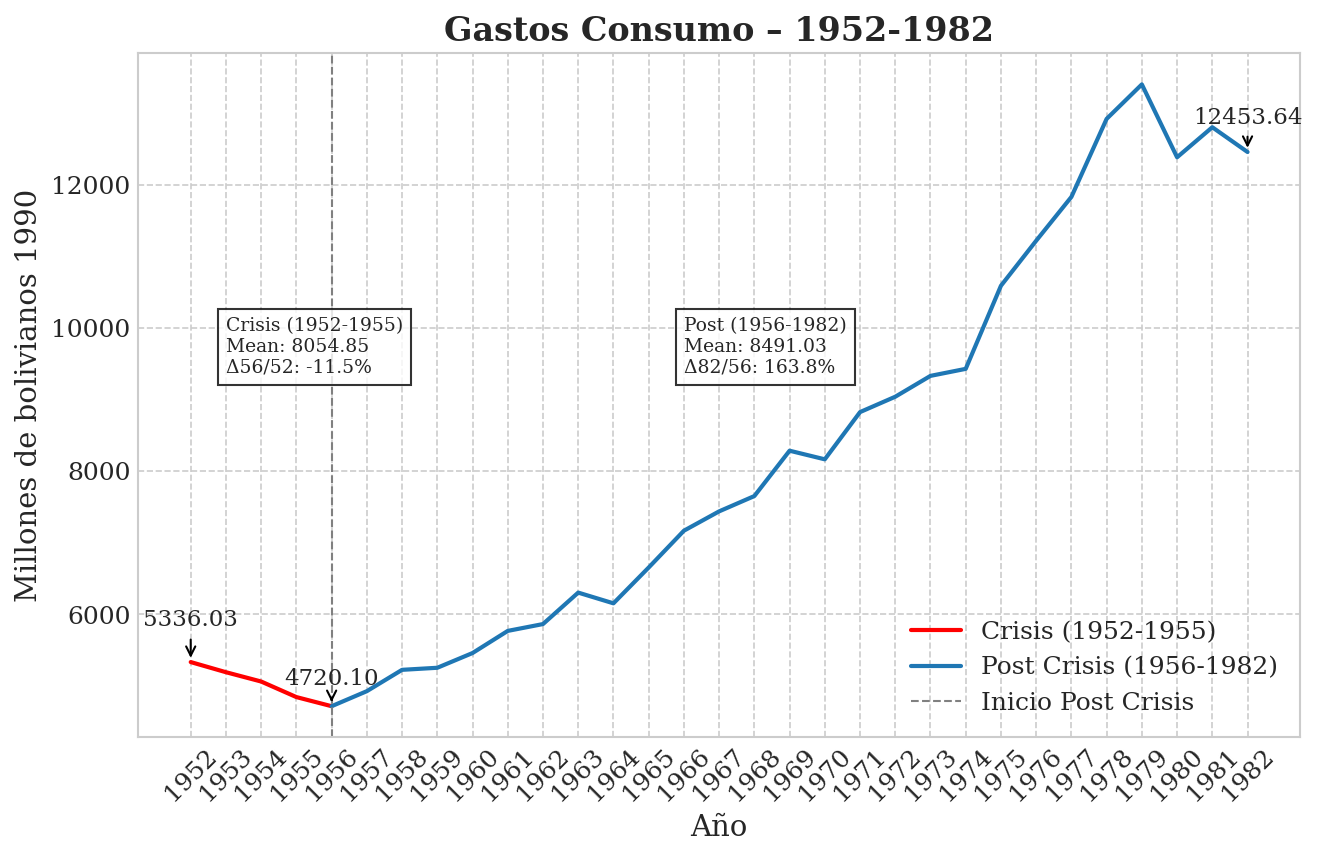 Gastos Consumo – 1952-1982
Millones de bolivianos 1990
12000
10000
8000
6000
12453.64
Crisis (1952-1955)
Mean: 8054.85
Δ56/52: -11.5%
Post (1956-1982)
Mean: 8491.03
Δ82/56: 163.8%
5336.03
4720.10
Crisis (1952-1955)
Post Crisis (1956-1982)
Inicio Post Crisis
1952 1953 1954 1955 1956 1957 1958 1959 1960 1961 1962 1963 1964 1965 1966 1967 1968 1969 1970 1971 1972 1973 1974 1975 1976 1977 1978 1979 1980 1981 1982
Año